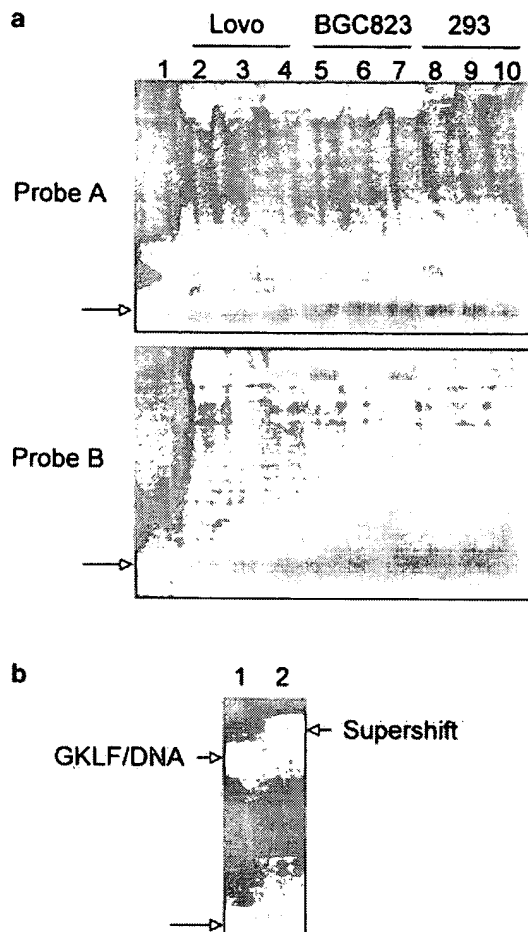 a
Lovo BGC823 293
1 2 3 4 5 6 7 8 9 10
Probe A
Probe B
b
1 2
GKLF/DNA
Supershift